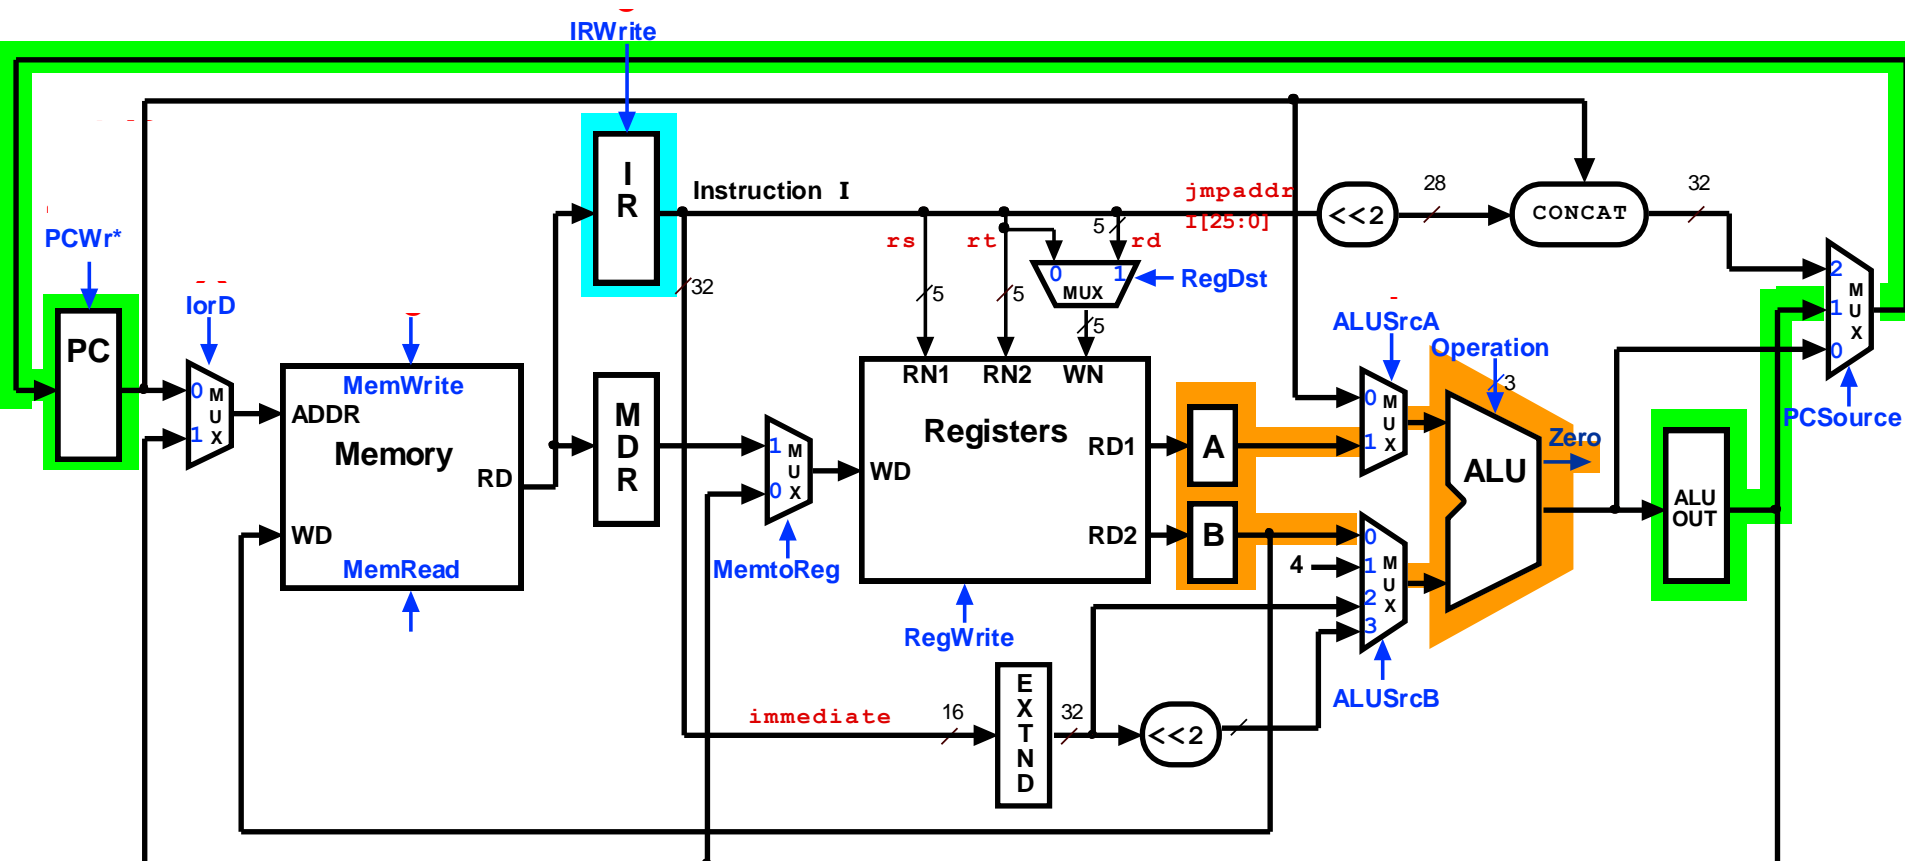 IRWrite
I
R
Instruction I
jmpaddr
I[25:0]
<<2
28
CONCAT
32
rs
rt
5
rd
0
1
MUX
RegDst
32
5
5
5
PCWr*
PC
IorD
0
M
U
X
1
MemWrite
ADDR
Memory
RD
WD
MemRead
M
D
R
1
M
U
X
0
MemtoReg
RN1
RN2
WN
Registers
RD1
WD
RD2
RegWrite
A
B
ALUSrcA
0
M
U
X
1
Operation
3
Zero
ALU
0
4
1
M
U
X
2
3
ALUSrcB
ALU
OUT
2
M
1
U
X
0
PCSource
immediate
16
E
X
T
N
D
32
<<2